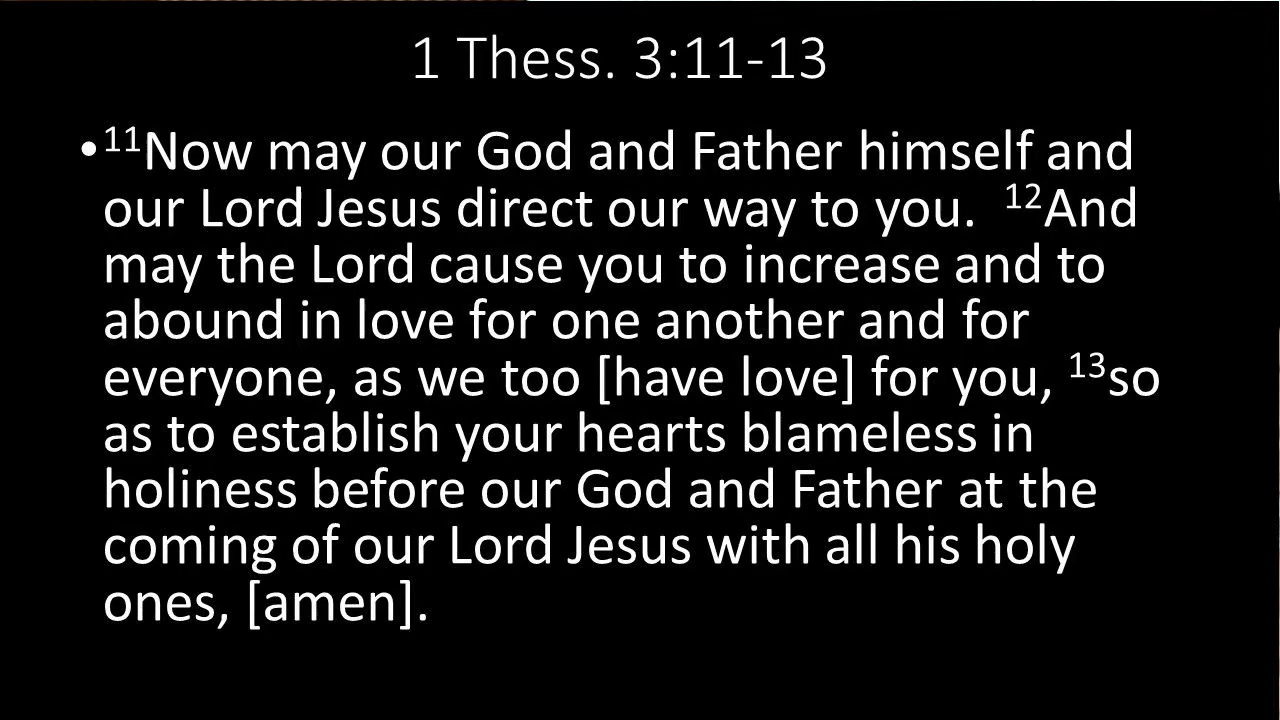 1 Thess. 3:11-13
• 11Now may our God and Father himself and
our Lord Jesus direct our way to you.  12And
may the Lord cause you to increase and to
abound in love for one another and for
everyone, as we too [have love] for you, 13so
as to establish your hearts blameless in
holiness before our God and Father at the
coming of our Lord Jesus with all his holy
ones, [amen].